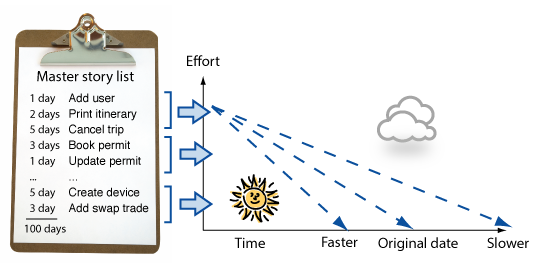 Master story list
1 day Add user
2 days Print itinerary
5 days Cancel trip
3 days Book permit
1 day Update permit
... ...
5 day Create device
3 day Add swap trade
100 days
Effort
Time Faster Original date Slower